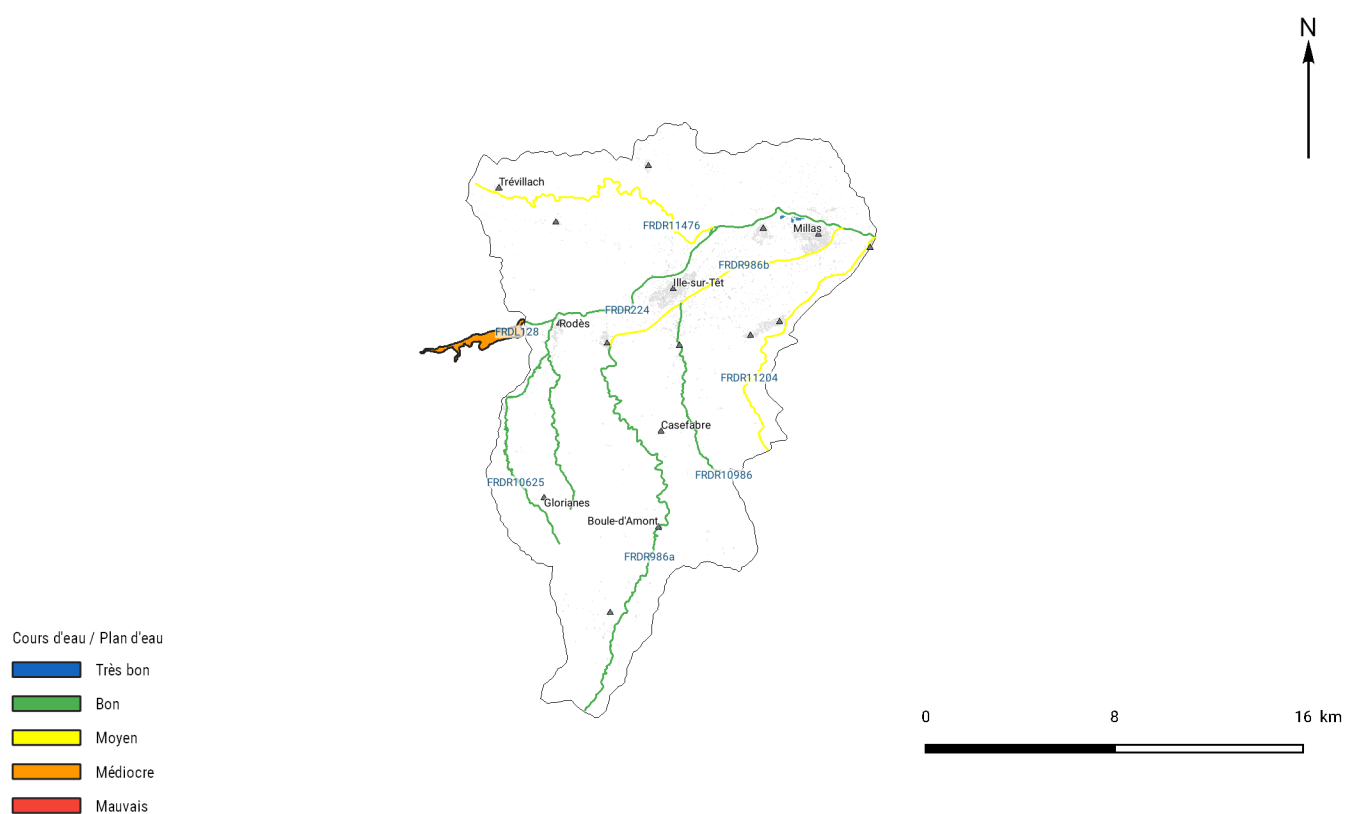 N
Trévillach
FRDR11476
Millas
FRDR986b
Ille-sur-Têt
FRDR224
Rodès
FRDL128
FRDR11204
Casefabre
FRDR10986
FRDR10625
Glorianes
Boule-d'Amont
FRDR986a
Cours d'eau / Plan d'eau
Très bon
Bon
Moyen
Médiocre
Mauvais
0 8 16 km